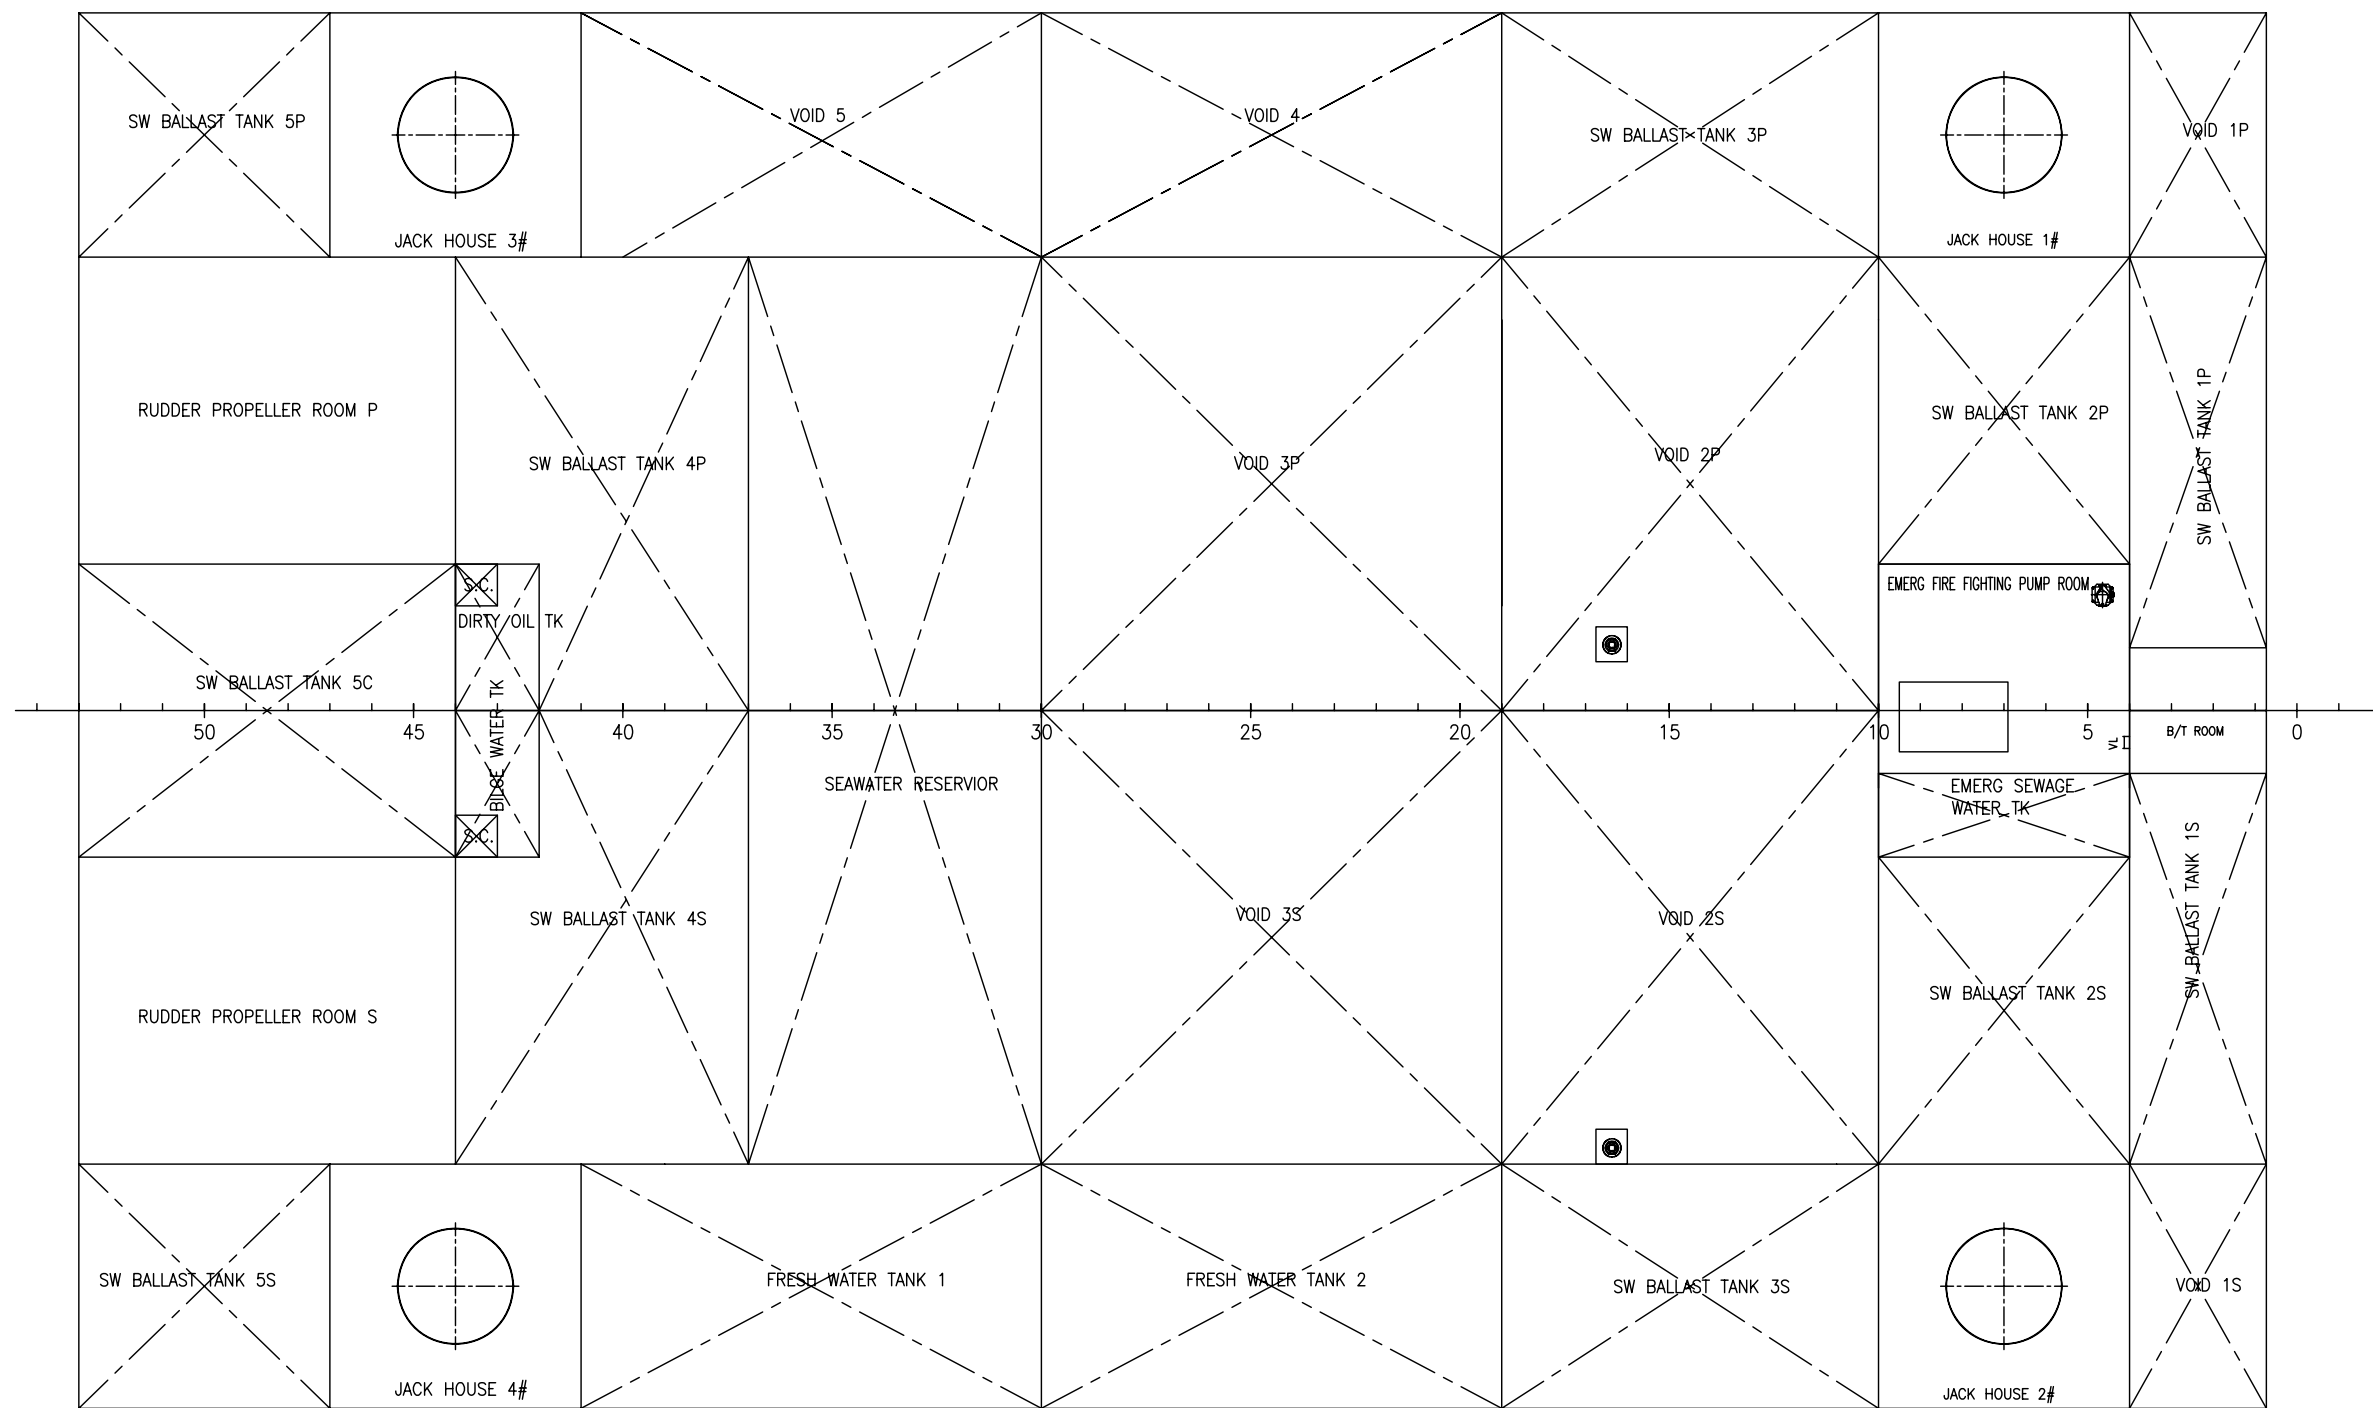 VOID 5
VOID 4
SW BALLAST TANK 5P
SW BALLAST TANK 3P
VOID 1P
JACK HOUSE 3#
JACK HOUSE 1#
RUDDER PROPELLER ROOM P
SW BALLAST TANK 4P
VOID 3P
VOID 2P
SW BALLAST TANK 2P
SW BALLAST TANK 1P
S.C.
DIRTY OIL TK
EMERG FIRE FIGHTING PUMP ROOM
SW BALLAST TANK 5C
BILGE WATER TK
50
45
40
35
30
25
20
15
10
5
VL
B/T ROOM
0
SEAWATER RESERVIOR
EMERG SEWAGE
WATER TK
S.C.
SW BALLAST TANK 4S
VOID 3S
VOID 2S
SW BALLAST TANK 1S
SW BALLAST TANK 2S
RUDDER PROPELLER ROOM S
SW BALLAST TANK 5S
FRESH WATER TANK 1
FRESH WATER TANK 2
SW BALLAST TANK 3S
VOID 1S
JACK HOUSE 4#
JACK HOUSE 2#